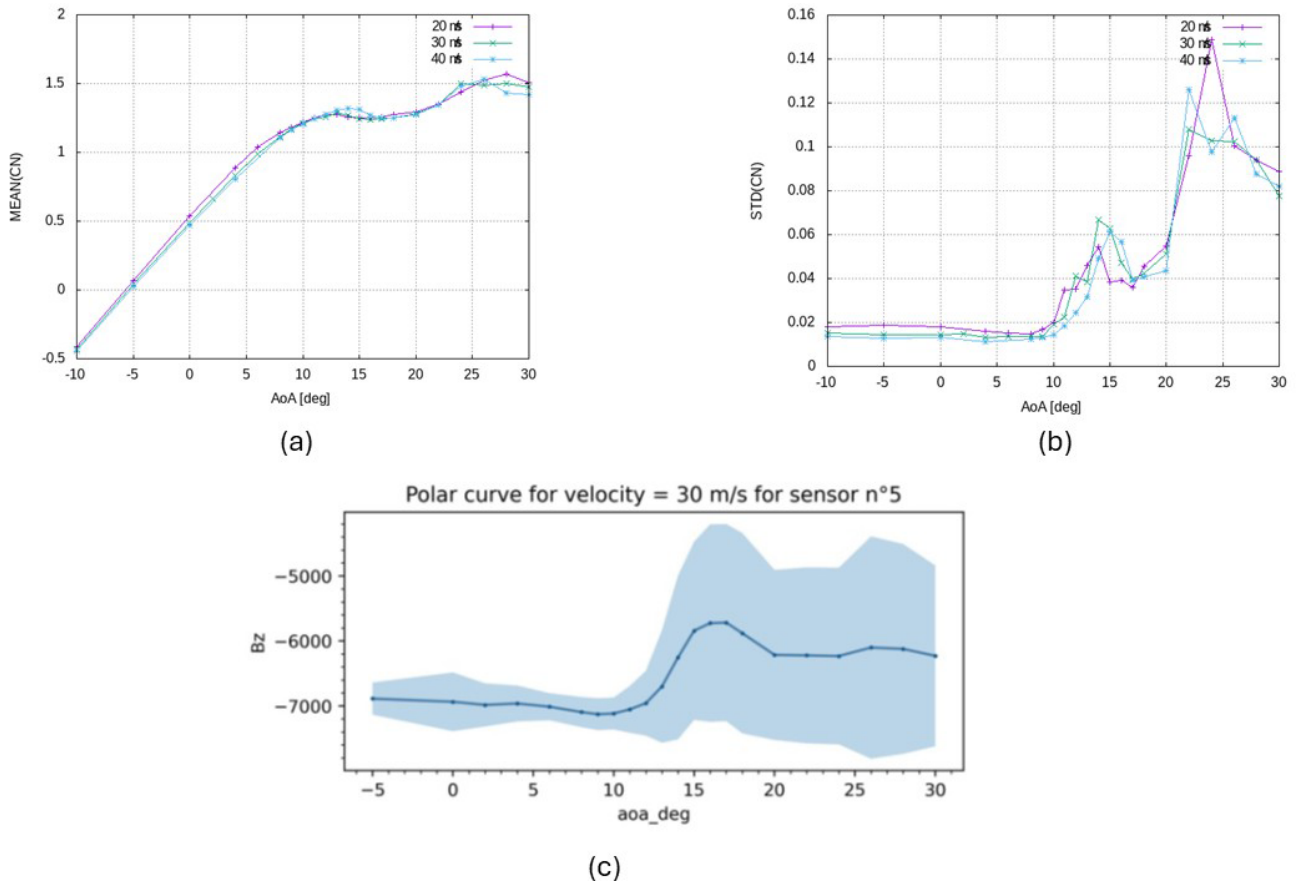 2
1.5
1
0.5
0
-0.5
-10 -5 0 5 10 15 20 25 30
MEAN(CN)
AoA [deg]
20 m/s
30 m/s
40 m/s
(a)
0.16
0.14
0.12
0.1
0.08
0.06
0.04
0.02
0
-10 -5 0 5 10 15 20 25 30
STD(CN)
AoA [deg]
20 m/s
30 m/s
40 m/s
(b)
Polar curve for velocity = 30 m/s for sensor n°5
−5000
−6000
−7000
Bz
−5 0 5 10 15 20 25 30
aoa_deg
(c)